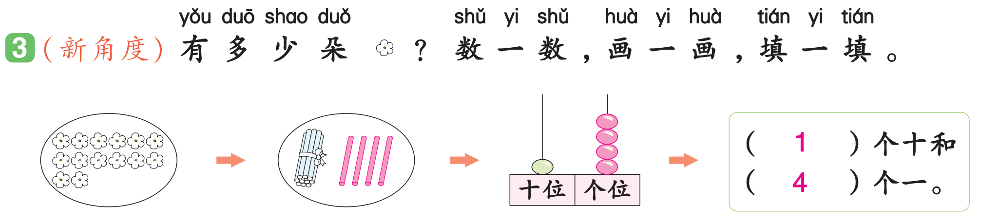 yǒu duō shao duǒ shǔ yi shǔ huà yi huà tián yi tián
3 (新角度) 有多少朵 ? 数一数,画一画,填一填。
十位 个位
( 1 ) 个十和
( 4 ) 个一。